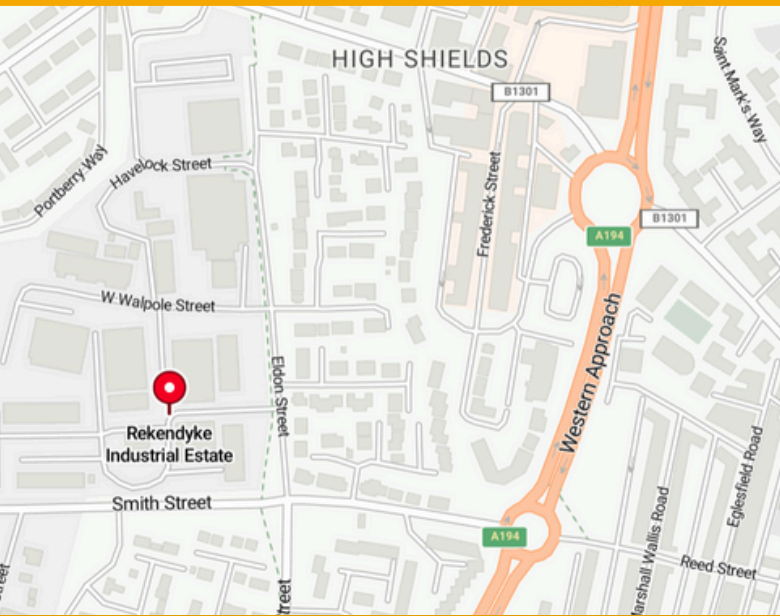 HIGH SHIELDS
B1301
Saint Mark's Way
Portberry Way
Havelock Street
Frederick Street
B1301
A194
W Walpole Street
Western Approach
Eldon Street
Rekendyke
Industrial Estate
Eglesfield Road
Smith Street
A194
Marshall Wallis Road
Reed Street